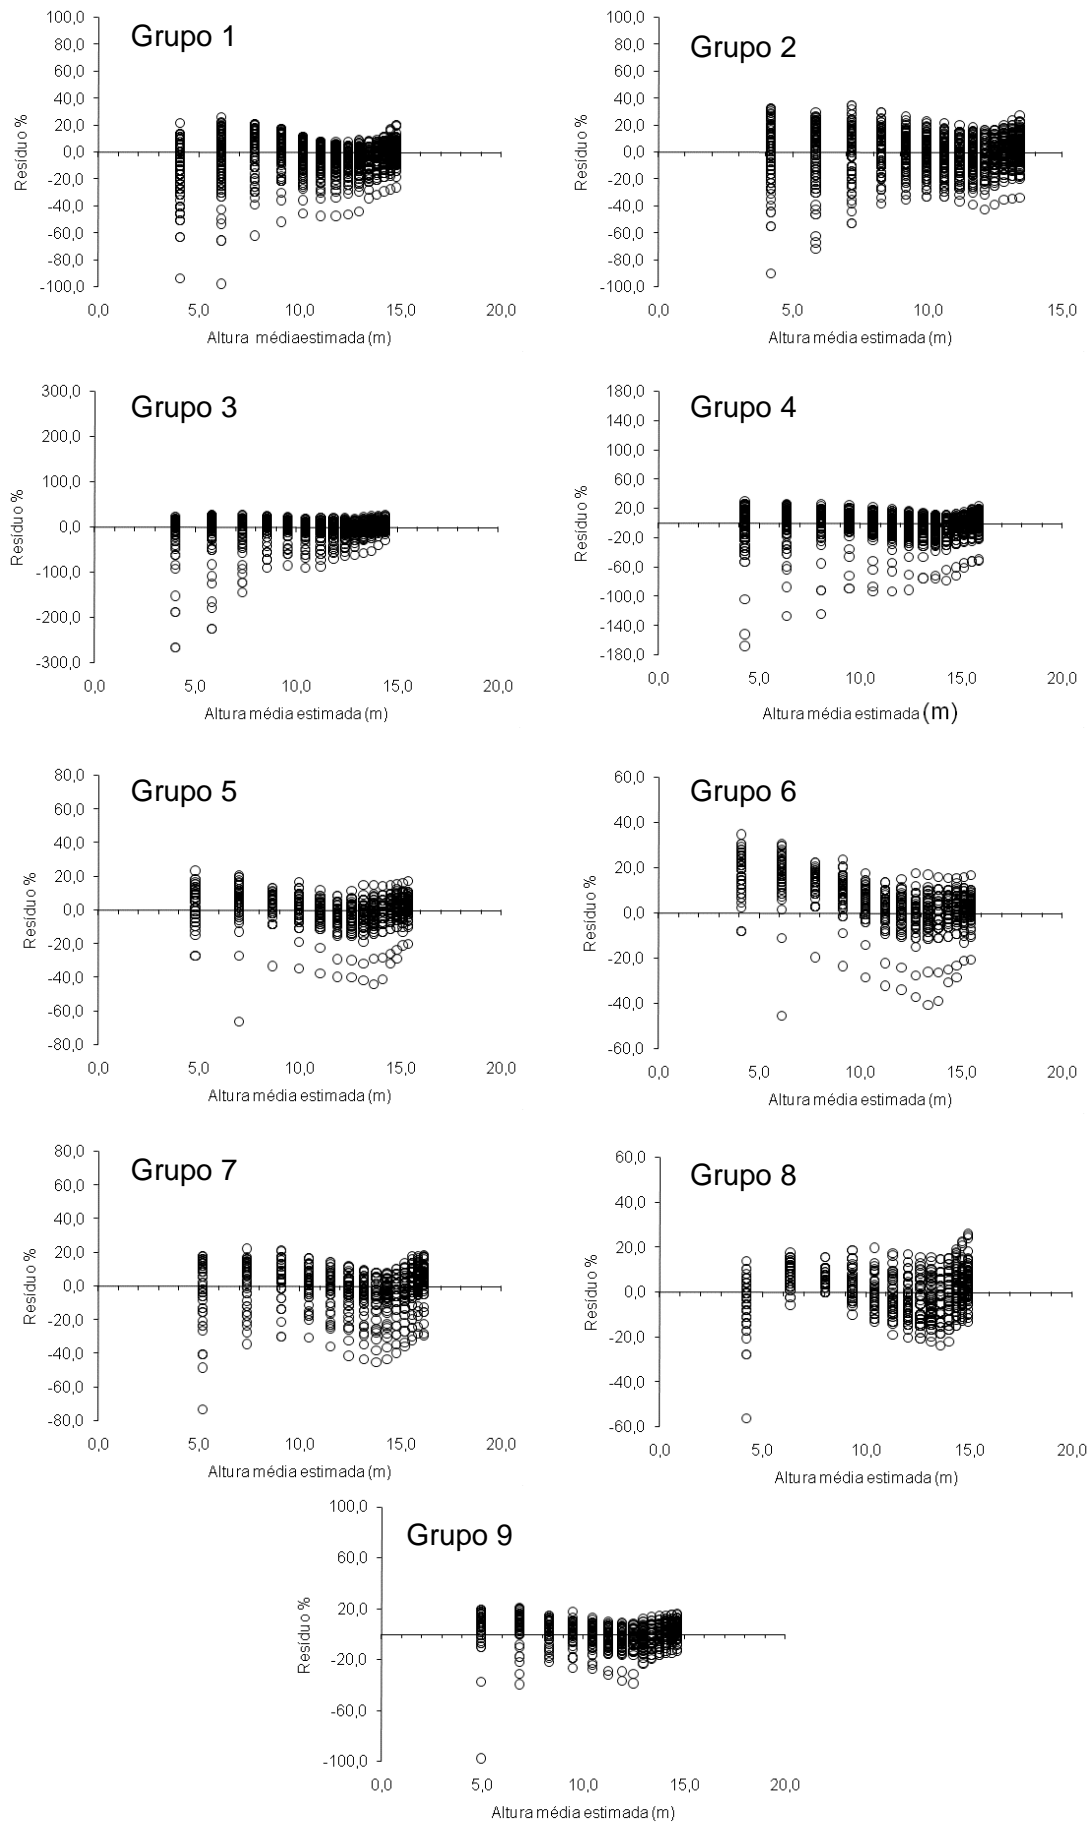 Grupo 1
100,0
80,0
60,0
40,0
20,0
0,0
-20,0
-40,0
-60,0
-80,0
-100,0
Resíduo %
0,0 5,0 10,0 15,0 20,0
Altura médiaestimada (m)
Grupo 2
100,0
80,0
60,0
40,0
20,0
0,0
-20,0
-40,0
-60,0
-80,0
-100,0
Resíduo %
0,0 5,0 10,0 15,0
Altura média estimada (m)
Grupo 3
300,0
200,0
100,0
0,0
-100,0
-200,0
-300,0
Resíduo %
0,0 5,0 10,0 15,0 20,0
Altura média estimada (m)
Grupo 4
180,0
140,0
100,0
60,0
20,0
-20,0
-60,0
-100,0
-140,0
-180,0
Resíduo %
0,0 5,0 10,0 15,0 20,0
Altura média estimada (m)
Grupo 5
80,0
60,0
40,0
20,0
0,0
-20,0
-40,0
-60,0
-80,0
Resíduo %
0,0 5,0 10,0 15,0 20,0
Altura média estimada (m)
Grupo 6
60,0
40,0
20,0
0,0
-20,0
-40,0
-60,0
Resíduo %
0,0 5,0 10,0 15,0 20,0
Altura média estimada (m)
Grupo 7
80,0
60,0
40,0
20,0
0,0
-20,0
-40,0
-60,0
-80,0
Resíduo %
0,0 5,0 10,0 15,0 20,0
Altura média estimada (m)
Grupo 8
60,0
40,0
20,0
0,0
-20,0
-40,0
-60,0
Resíduo %
0,0 5,0 10,0 15,0 20,0
Altura média estimada (m)
Grupo 9
100,0
60,0
20,0
-20,0
-60,0
-100,0
Resíduo %
0,0 5,0 10,0 15,0 20,0
Altura média estimada (m)